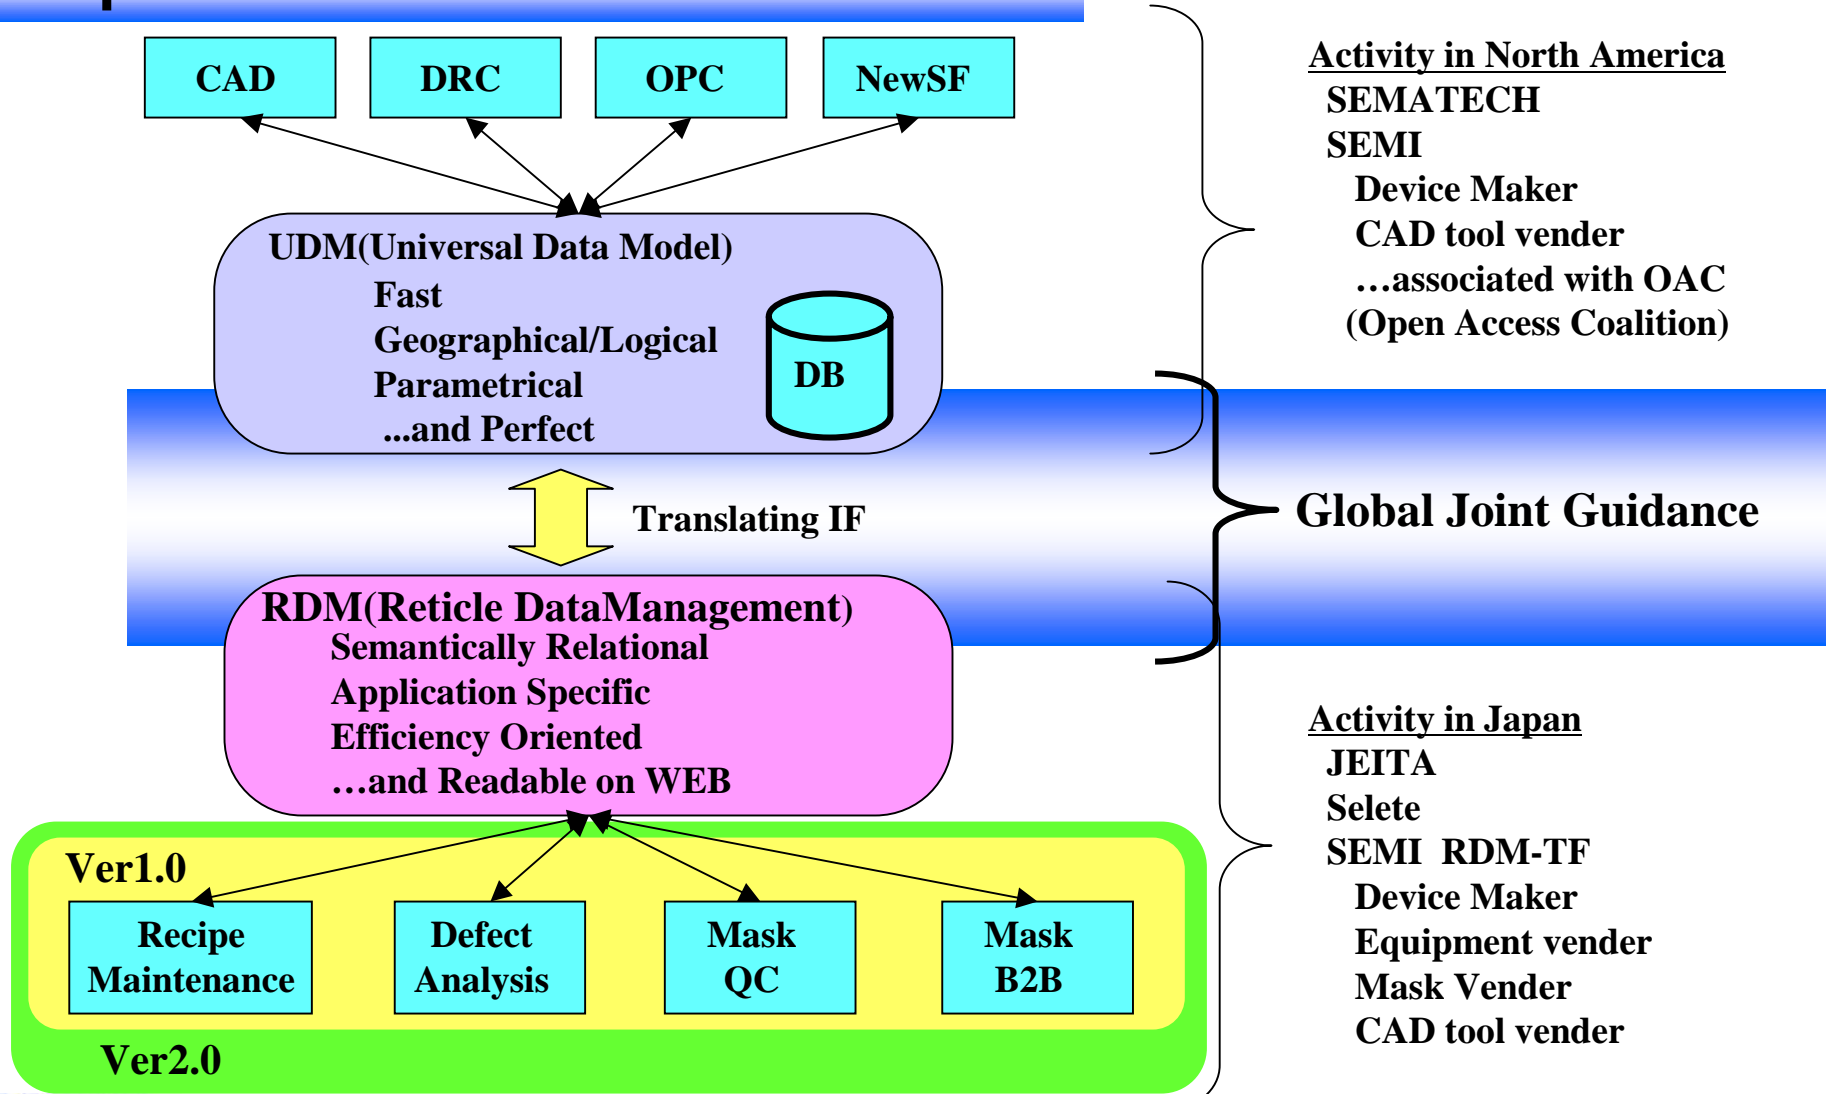 CAD
DRC
OPC
NewSF
UDM(Universal Data Model)
Fast
Geographical/Logical
Parametrical
...and Perfect
DB
Translating IF
RDM(Reticle DataManagement)
Semantically Relational
Application Specific
Efficiency Oriented
…and Readable on WEB
Ver1.0
Recipe
Maintenance
Defect
Analysis
Mask
QC
Mask
B2B
Ver2.0
Activity in North America
SEMATECH
SEMI
Device Maker
CAD tool vender
…associated with OAC
(Open Access Coalition)
Global Joint Guidance
Activity in Japan
JEITA
Selete
SEMI RDM-TF
Device Maker
Equipment vender
Mask Vender
CAD tool vender